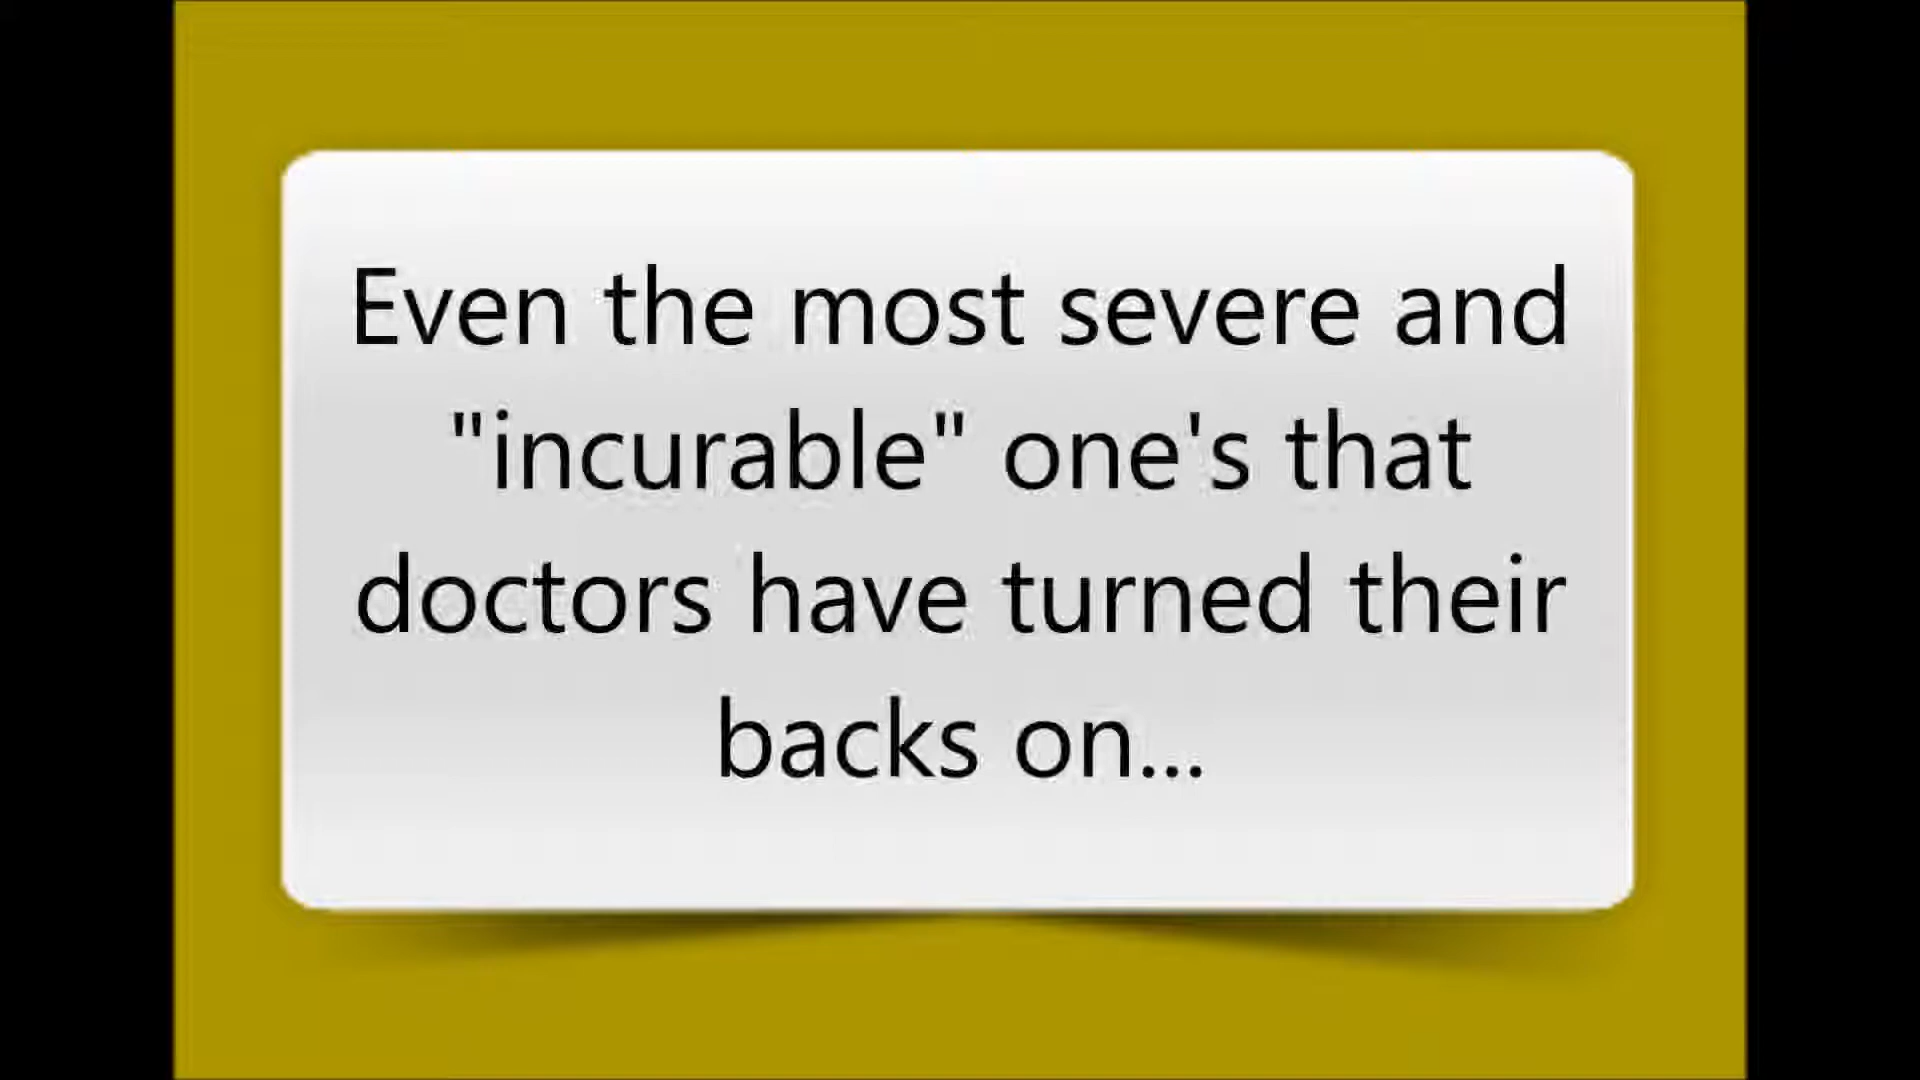 Even the most severe and
"incurable" one's that
doctors have turned their
backs on...